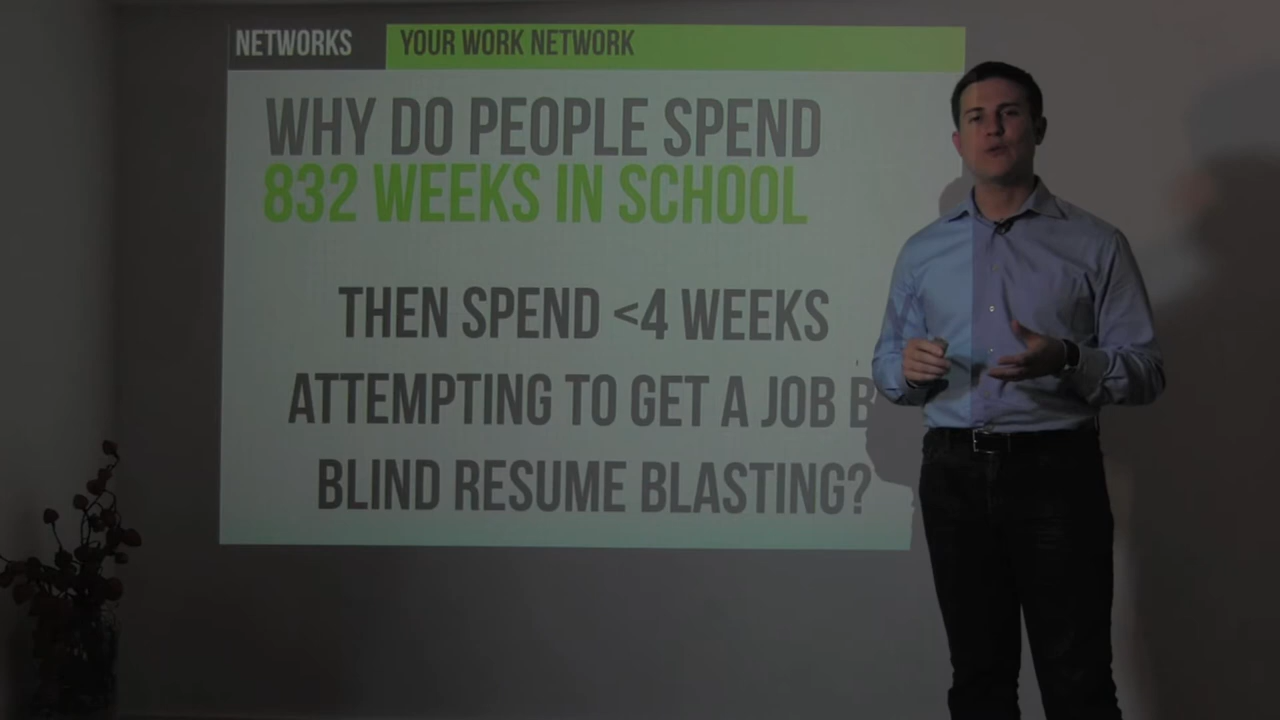 NETWORKS
YOUR WORK NETWORK
WHY DO PEOPLE SPEND
832 WEEKS IN SCHOOL
THEN SPEND <4 WEEKS
ATTEMPTING TO GET A JOB
BLIND RESUME BLASTING?